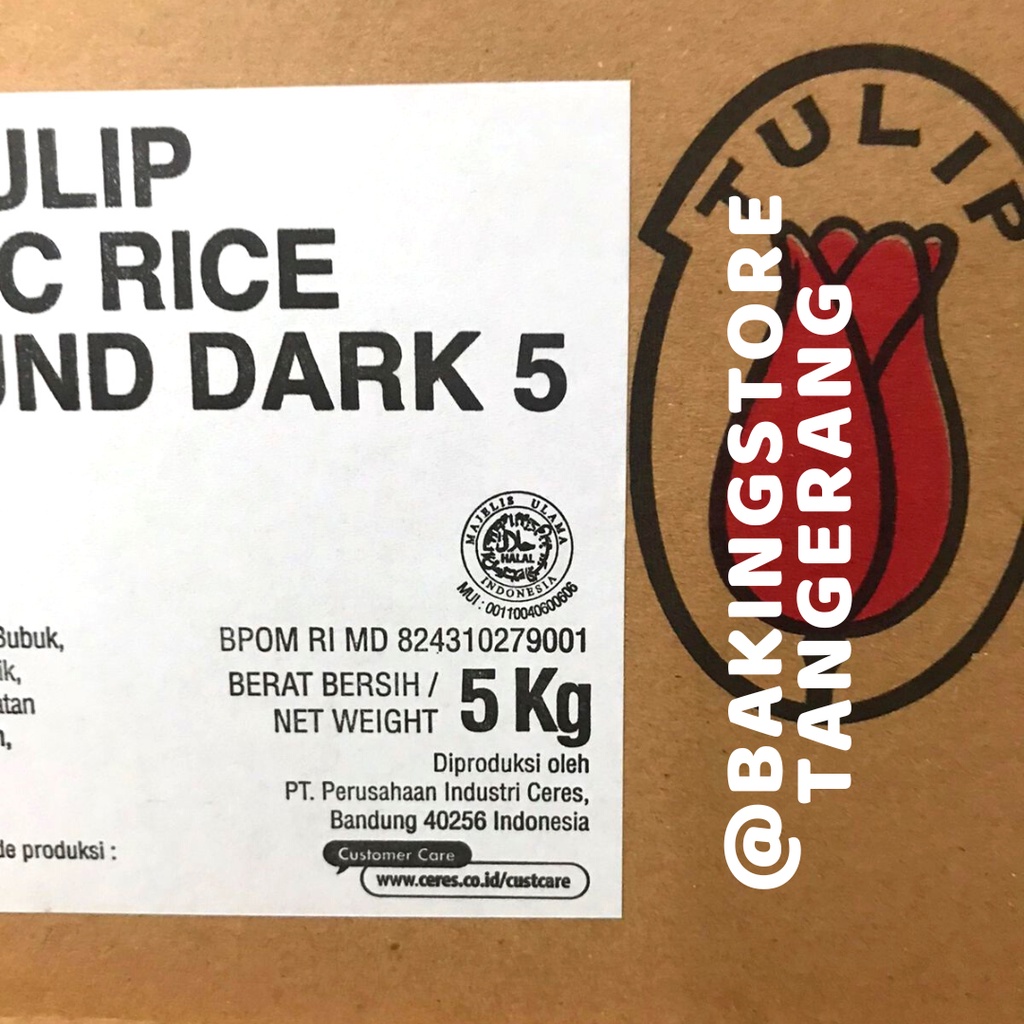 ULIP
C RICE
UND DARK 5
MAJELIS ULAMA
حلال
HALAL
INDONESIA
MUI : 00110040600606
Bubuk,
ik,
atan
n,
de produksi :
BPOM RI MD 824310279001
BERAT BERSIH /
NET WEIGHT
5 Kg
Diproduksi oleh
PT. Perusahaan Industri Ceres,
Bandung 40256 Indonesia
Customer Care
www.ceres.co.id/custcare
TULIP
@BAKINGSTORE
TANGERANG